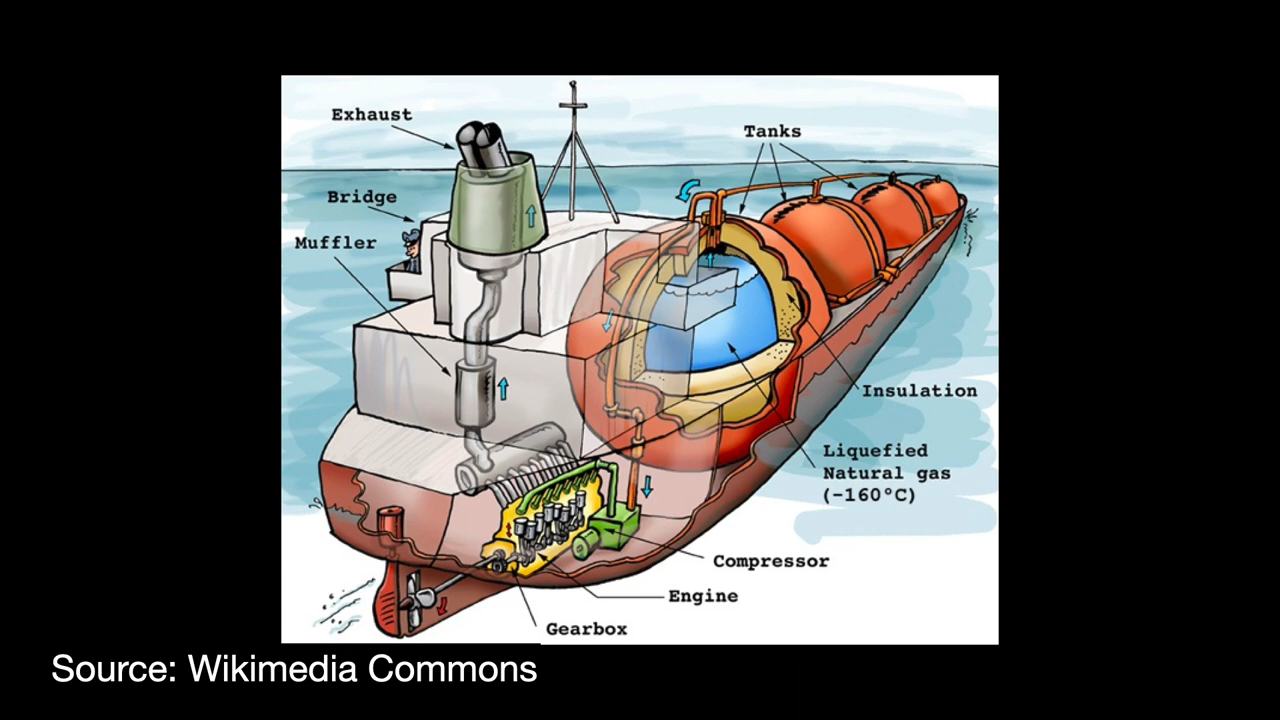 Exhaust
Tanks
Bridge
Muffler
Insulation
Liquefied
Natural gas
(-160°C)
Compressor
Engine
Gearbox
Source: Wikimedia Commons